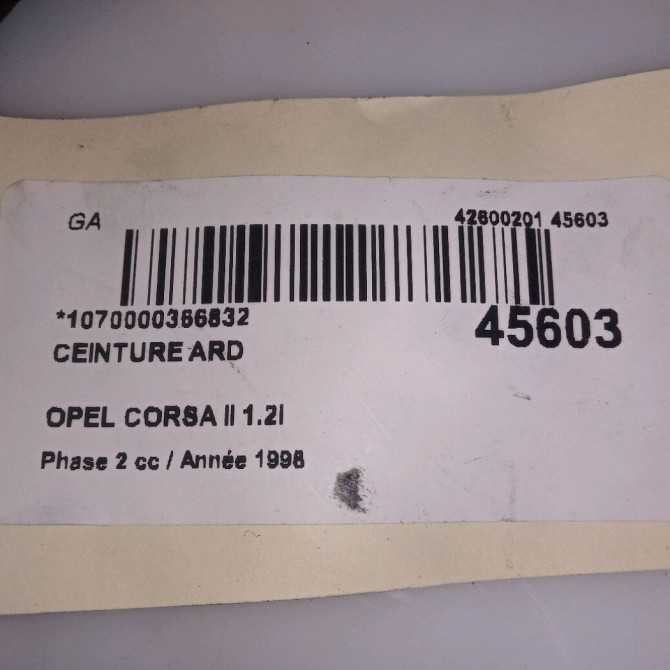 GA
42600201 45603
*1070000366832
45603
CEINTURE ARD
OPEL CORSA II 1.2l
Phase 2 cc / Année 1998